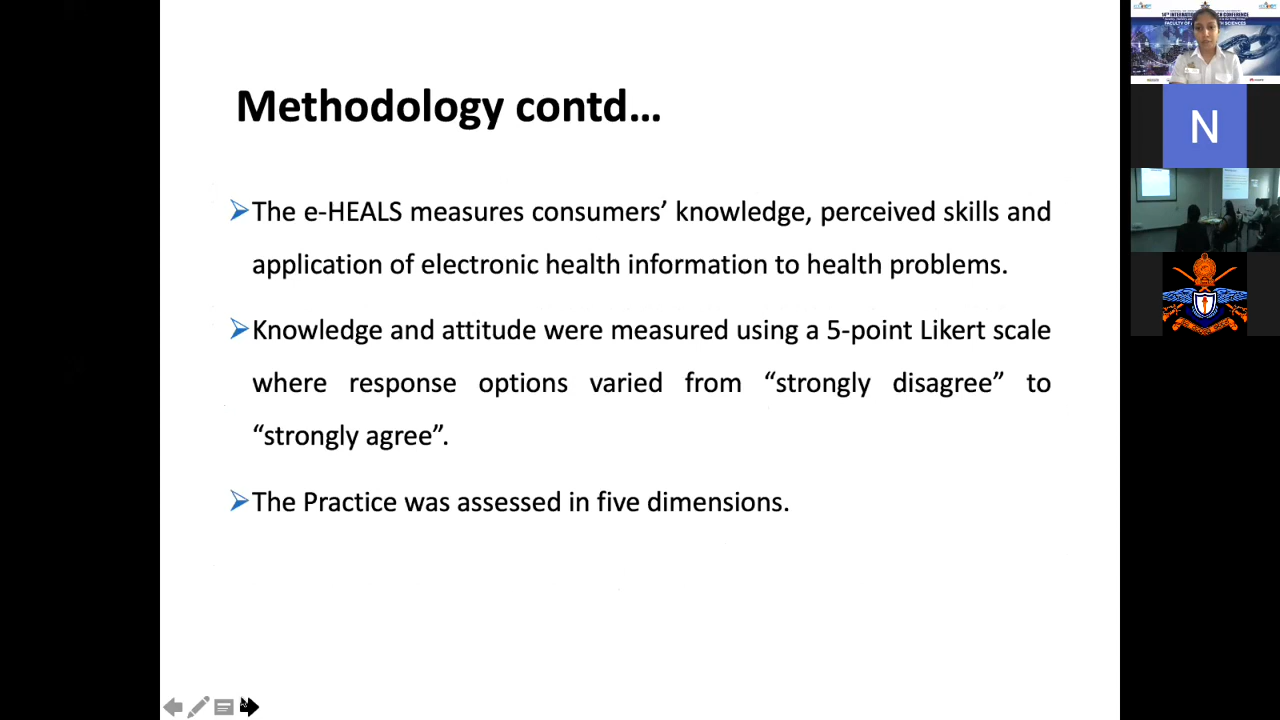 Methodology contd…
➢The e-HEALS measures consumers’ knowledge, perceived skills and
application of electronic health information to health problems.
➢Knowledge and attitude were measured using a 5-point Likert scale
where response options varied from “strongly disagree” to
“strongly agree”.
➢The Practice was assessed in five dimensions.
N